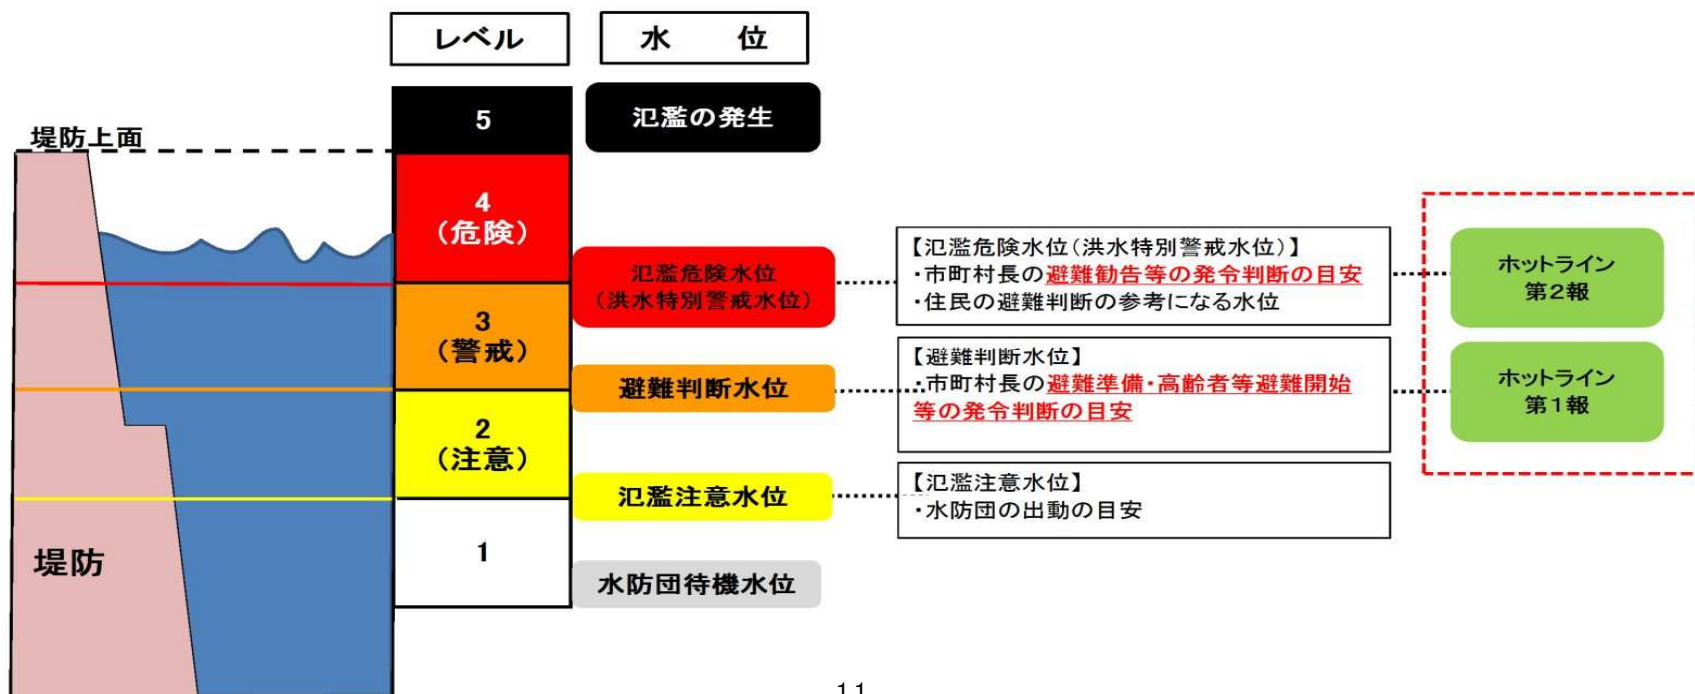 レベル
水　位
堤防上面
5
氾濫の発生
4
（危険）
氾濫危険水位
（洪水特別警戒水位）
【氾濫危険水位（洪水特別警戒水位）】
・市町村長の避難勧告等の発令判断の目安
・住民の避難判断の参考になる水位
ホットライン
第２報
3
（警戒）
避難判断水位
【避難判断水位】
・市町村長の避難準備・高齢者等避難開始
等の発令判断の目安
ホットライン
第１報
2
（注意）
氾濫注意水位
【氾濫注意水位】
・水防団の出動の目安
堤防
1
水防団待機水位
11